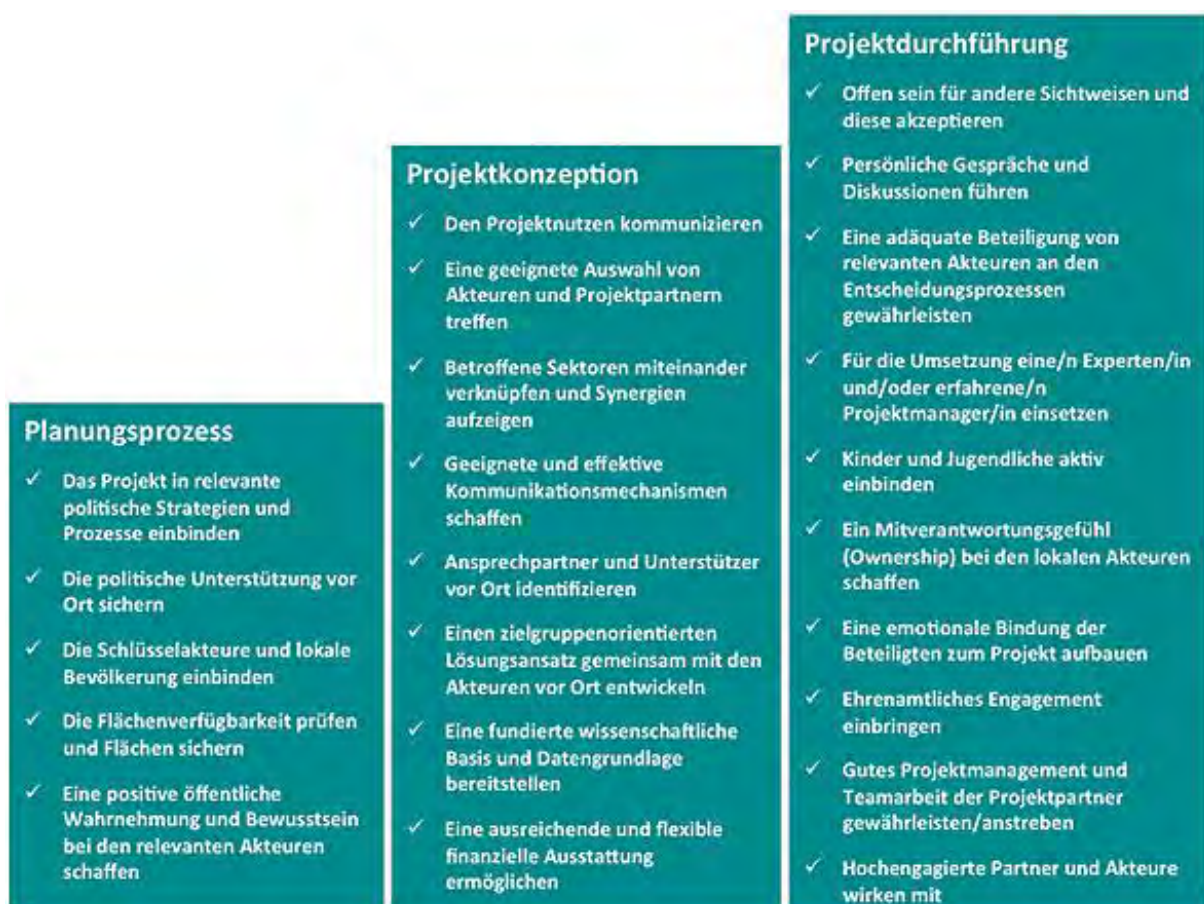 Planungsprozess
✓ Das Projekt in relevante
politische Strategien und
Prozesse einbinden
✓ Die politische Unterstützung vor
Ort sichern
✓ Die Schlüsselakteure und lokale
Bevölkerung einbinden
✓ Die Flächenverfügbarkeit prüfen
und Flächen sichern
✓ Eine positive öffentliche
Wahrnehmung und Bewusstsein
bei den relevanten Akteuren
schaffen
Projektkonzeption
✓ Den Projektnutzen kommunizieren
✓ Eine geeignete Auswahl von
Akteuren und Projektpartnern
treffen
✓ Betroffene Sektoren miteinander
verknüpfen und Synergien
aufzeigen
✓ Geeignete und effektive
Kommunikationsmechanismen
schaffen
✓ Ansprechpartner und Unterstützer
vor Ort identifizieren
✓ Einen zielgruppenorientierten
Lösungsansatz gemeinsam mit den
Akteuren vor Ort entwickeln
✓ Eine fundierte wissenschaftliche
Basis und Datengrundlage
bereitstellen
✓ Eine ausreichende und flexible
finanzielle Ausstattung
ermöglichen
Projektdurchführung
✓ Offen sein für andere Sichtweisen und
diese akzeptieren
✓ Persönliche Gespräche und
Diskussionen führen
✓ Eine adäquate Beteiligung von
relevanten Akteuren an den
Entscheidungsprozessen
gewährleisten
✓ Für die Umsetzung eine/n Experten/in
und/oder erfahrene/n
Projektmanager/in einsetzen
✓ Kinder und Jugendliche aktiv
einbinden
✓ Ein Mitverantwortungsgefühl
(Ownership) bei den lokalen Akteuren
schaffen
✓ Eine emotionale Bindung der
Beteiligten zum Projekt aufbauen
✓ Ehrenamtliches Engagement
einbringen
✓ Gutes Projektmanagement und
Teamarbeit der Projektpartner
gewährleisten/anstreben
✓ Hochengagierte Partner und Akteure
wirken mit